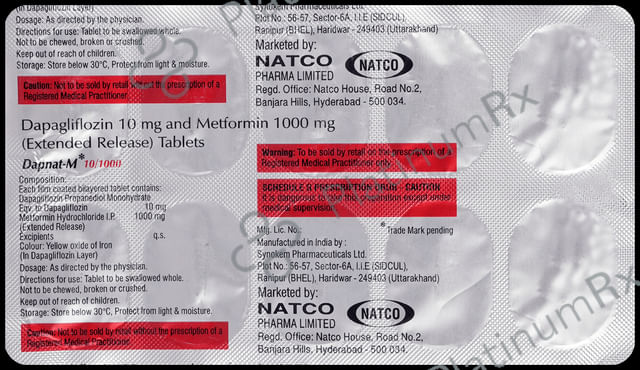 (In Dapagliflozin Layer)
Dosage: As directed by the physician.
Directions for use: Tablet to be swallowed whole.
Not to be chewed, broken or crushed.
Keep out of reach of children.
Storage: Store below 30°C, Protect from light & moisture.
Caution: Not to be sold by retail without the prescription of a
Registered Medical Practitioner.
Synokem Pharmaceuticals Ltd.
Plot No.: 56-57, Sector-6A, I.I.E (SIDCUL),
Ranipur (BHEL), Haridwar - 249403 (Uttarakhand)
Marketed by:
NATCO
PHARMA LIMITED
NATCO
Regd. Office: Natco House, Road No.2,
Banjara Hills, Hyderabad - 500 034.
Dapagliflozin 10 mg and Metformin 1000 mg
(Extended Release) Tablets
Dapnat-M* 10/1000
Composition:
Each film coated bilayered tablet contains:
Dapagliflozin Propanediol Monohydrate
Eqv. to Dapagliflozin 10 mg
Metformin Hydrochloride I.P. 1000 mg
(Extended Release)
Excipients q.s.
Colour: Yellow oxide of Iron
(In Dapagliflozin Layer)
Dosage: As directed by the physician.
Directions for use: Tablet to be swallowed whole.
Not to be chewed, broken or crushed.
Keep out of reach of children.
Storage: Store below 30°C, Protect from light & moisture.
Caution: Not to be sold by retail without the prescription of a
Registered Medical Practitioner.
Warning: To be sold by retail on the prescription of a
Registered Medical Practitioner only.
SCHEDULE G PRESCRIPTION DRUG - CAUTION
It is dangerous to take this preparation except under
medical supervision.
Mfg. Lic. No.: *Trade Mark pending
Manufactured in India by :
Synokem Pharmaceuticals Ltd.
Plot No.: 56-57, Sector-6A, I.I.E (SIDCUL),
Ranipur (BHEL), Haridwar - 249403 (Uttarakhand)
Marketed by:
NATCO
PHARMA LIMITED
NATCO
Regd. Office: Natco House, Road No.2,
Banjara Hills, Hyderabad - 500 034.
PlatinumRx
PlatinumRx